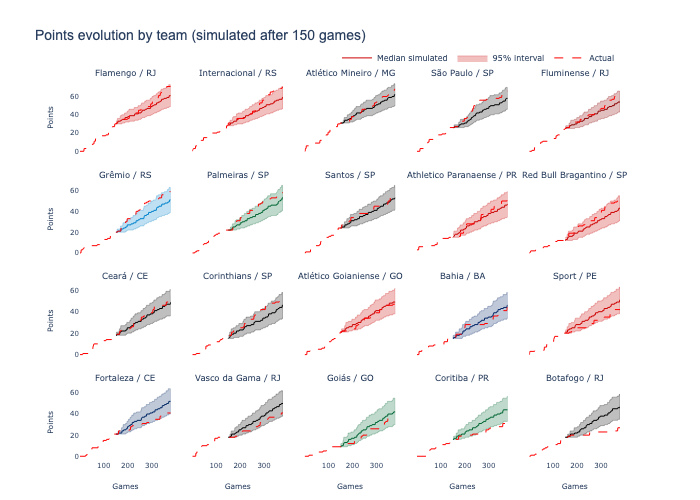 Points evolution by team (simulated after 150 games)
Median simulated 95% interval Actual
Flamengo / RJ Internacional / RS Atlético Mineiro / MG São Paulo / SP Fluminense / RJ
Points
60
40
20
0
Grêmio / RS Palmeiras / SP Santos / SP Athletico Paranaense / PR Red Bull Bragantino / SP
Points
60
40
20
0
Ceará / CE Corinthians / SP Atlético Goianiense / GO Bahia / BA Sport / PE
Points
60
40
20
0
Fortaleza / CE Vasco da Gama / RJ Goiás / GO Coritiba / PR Botafogo / RJ
Points
60
40
20
0
100 200 300 100 200 300 100 200 300 100 200 300 100 200 300
Games Games Games Games Games